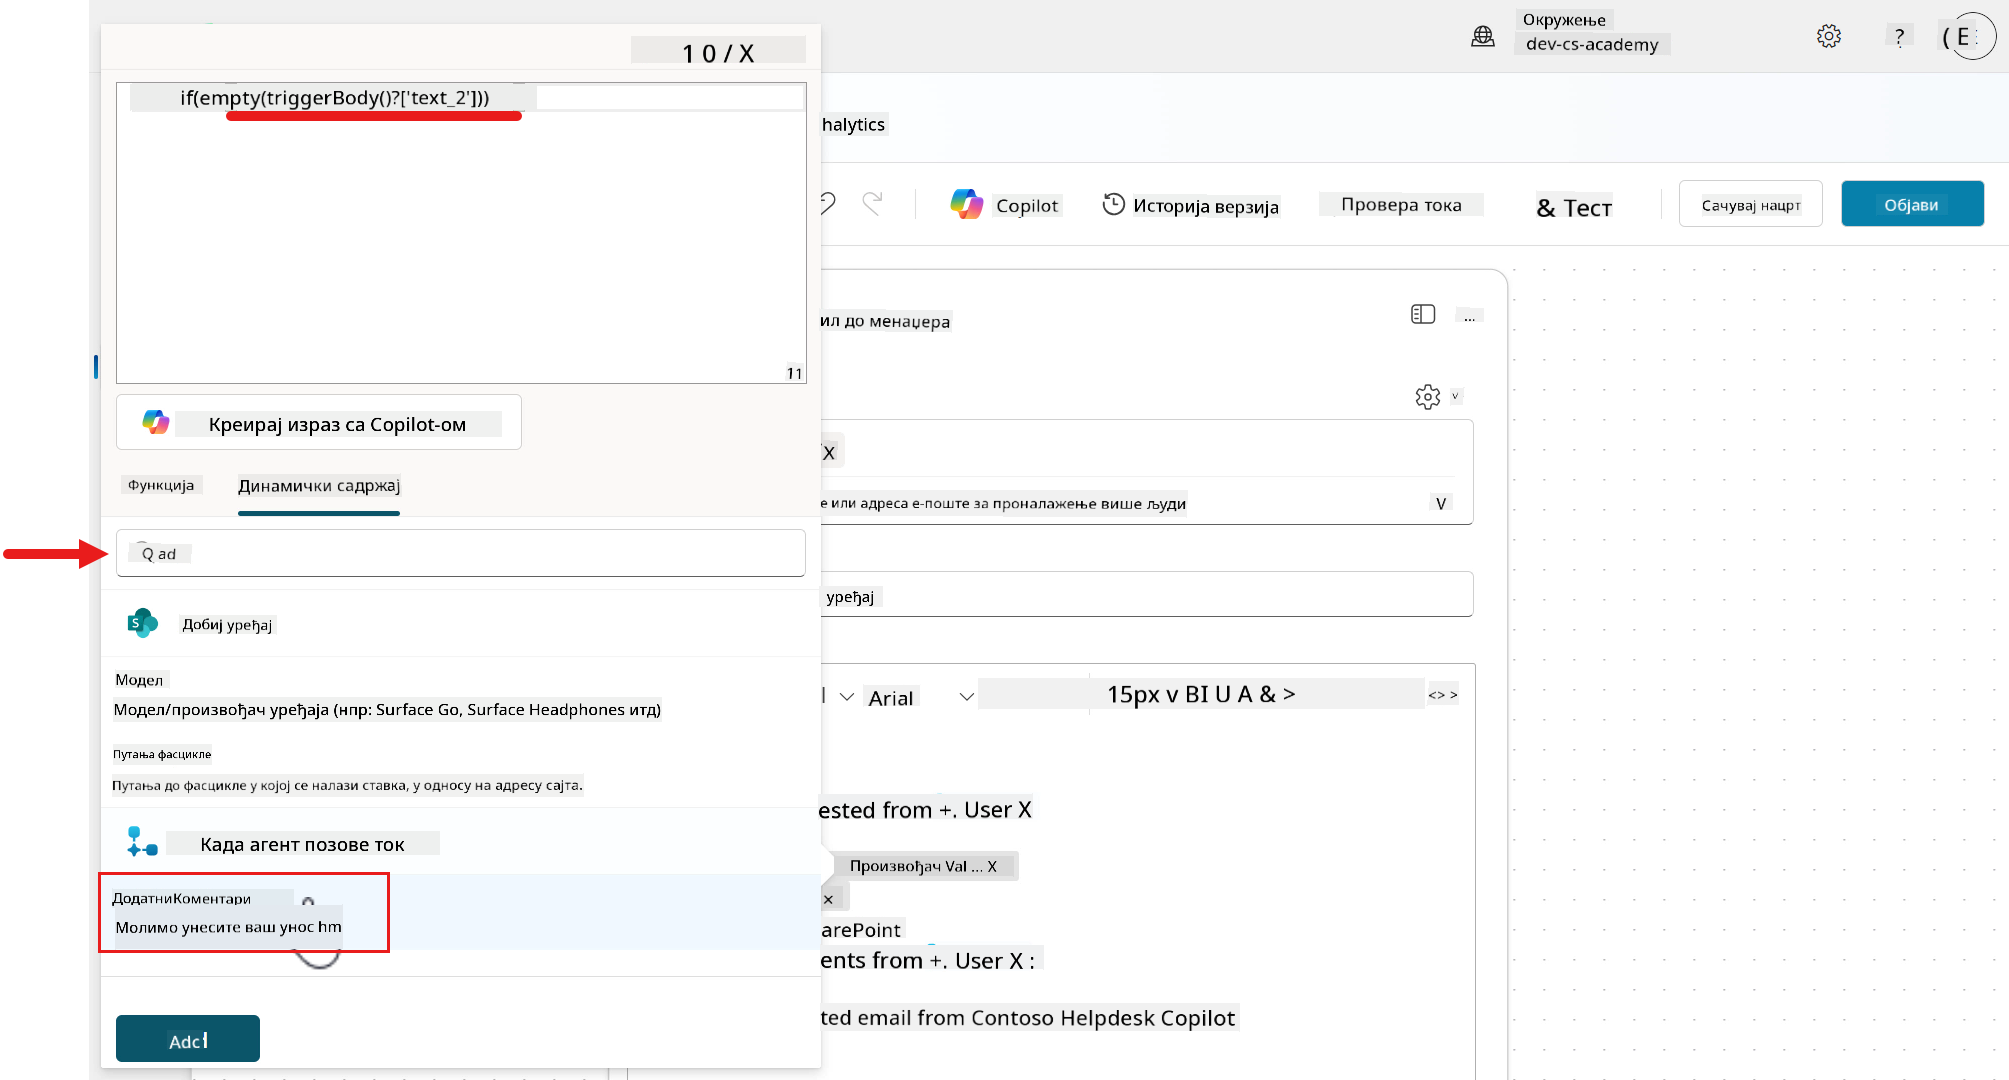 1 0 / X
Окружење
dev-cs-academy
?
( E
if(empty(triggerBody()?['text_2']))
halytics
Copilot
Историја верзија
Провера тока
& Тест
Сачувај нацрт
Објави
11
ил до менаџера
...
Креирај израз са Copilot-ом
X
Функција
Динамички садржај
е или адреса е-поште за проналажење више људи
V
Q ad
уређај
Добиј уређај
Модел
Модел/произвођач уређаја (нпр: Surface Go, Surface Headphones итд)
Arial
15px v BI U A & >
<> >
Путања фасцикле
Путања до фасцикле у којој се налази ставка, у односу на адресу сајта.
ested from +. User X
Када агент позове ток
Произвођач Val ... X
ДодатниКоментари
x
Молимо унесите ваш унос hm
arePoint
ents from +. User X :
ted email from Contoso Helpdesk Copilot
Adcl